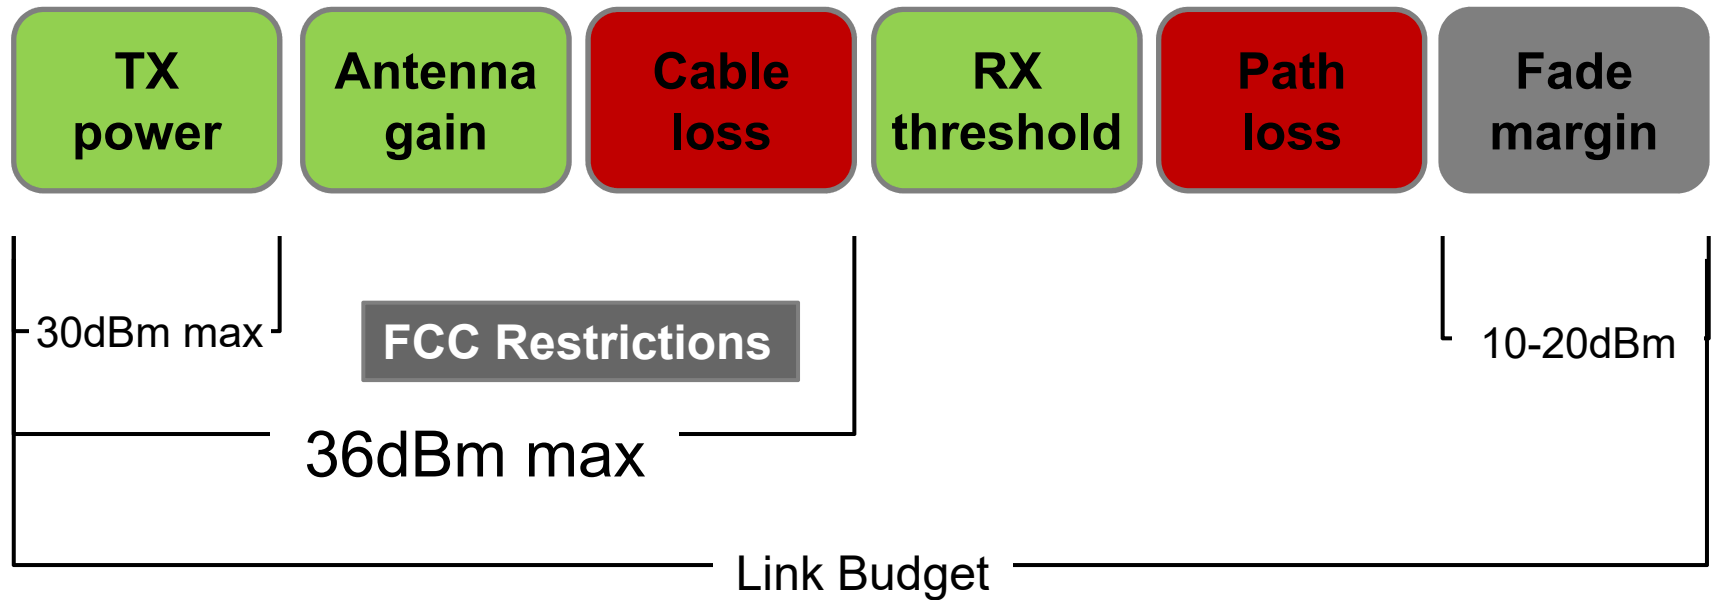 TX
power
Antenna
gain
Cable
loss
RX
threshold
Path
loss
Fade
margin
30dBm max
FCC Restrictions
10-20dBm
36dBm max
Link Budget